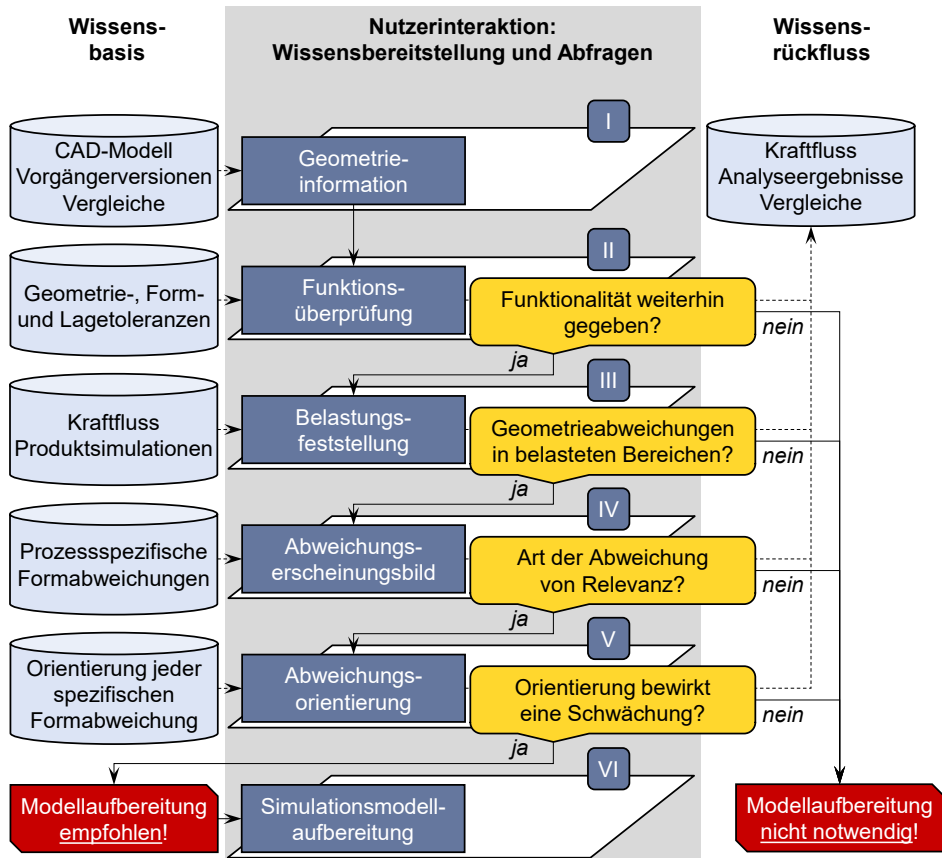 Wissens-
basis
Nutzerinteraktion:
Wissensbereitstellung und Abfragen
Wissens-
rückfluss
I
CAD-Modell
Vorgängerversionen
Vergleiche
Geometrie-
information
Kraftfluss
Analyseergebnisse
Vergleiche
II
Geometrie-, Form-
und Lagetoleranzen
Funktions-
überprüfung
Funktionalität weiterhin
gegeben?
nein
ja
III
Kraftfluss
Produktsimulationen
Belastungs-
feststellung
Geometrieabweichungen
in belasteten Bereichen?
nein
ja
IV
Prozessspezifische
Formabweichungen
Abweichungs-
erscheinungsbild
Art der Abweichung
von Relevanz?
nein
ja
V
Orientierung jeder
spezifischen
Formabweichung
Abweichungs-
orientierung
Orientierung bewirkt
eine Schwächung?
nein
ja
VI
Modellaufbereitung
empfohlen!
Simulationsmodell-
aufbereitung
Modellaufbereitung
nicht notwendig!